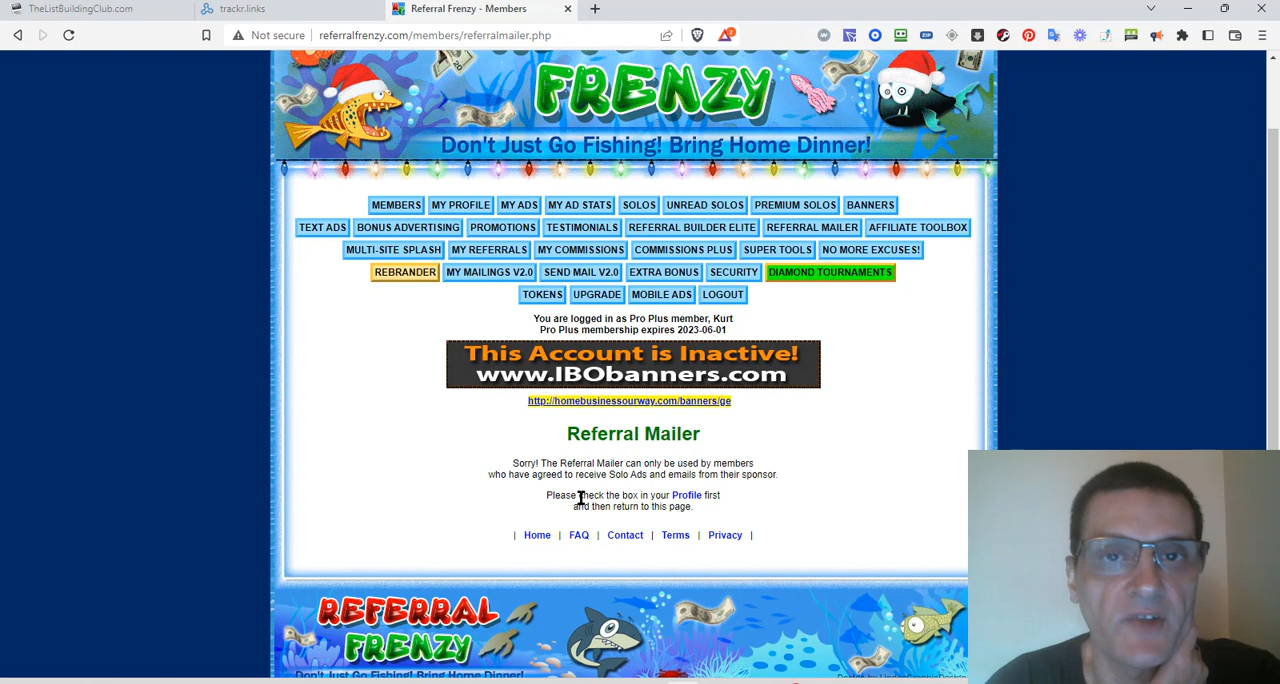 TheListBuildingClub.com
trackr.links
Referral Frenzy - Members
Not secure
referralfrenzy.com/members/referralmailer.php
2
ZIP
20
FRENZY
Don't Just Go Fishing! Bring Home Dinner!
MEMBERS MY PROFILE MY ADS MY AD STATS SOLOS UNREAD SOLOS PREMIUM SOLOS BANNERS
TEXT ADS BONUS ADVERTISING PROMOTIONS TESTIMONIALS REFERRAL BUILDER ELITE REFERRAL MAILER AFFILIATE TOOLBOX
MULTI-SITE SPLASH MY REFERRALS MY COMMISSIONS COMMISSIONS PLUS SUPER TOOLS NO MORE EXCUSES!
REBRANDER MY MAILINGS V2.0 SEND MAIL V2.0 EXTRA BONUS SECURITY DIAMOND TOURNAMENTS
TOKENS UPGRADE MOBILE ADS LOGOUT
You are logged in as Pro Plus member, Kurt
Pro Plus membership expires 2023-06-01
This Account is Inactive!
www.IBObanners.com
http://homebusinessourway.com/banners/ge
Referral Mailer
Sorry! The Referral Mailer can only be used by members
who have agreed to receive Solo Ads and emails from their sponsor.
Please check the box in your Profile first
and then return to this page.
| Home | FAQ | Contact | Terms | Privacy |
REFERRAL
FRENZY
Don't Just Go Fishing! Bring Home Dinner!